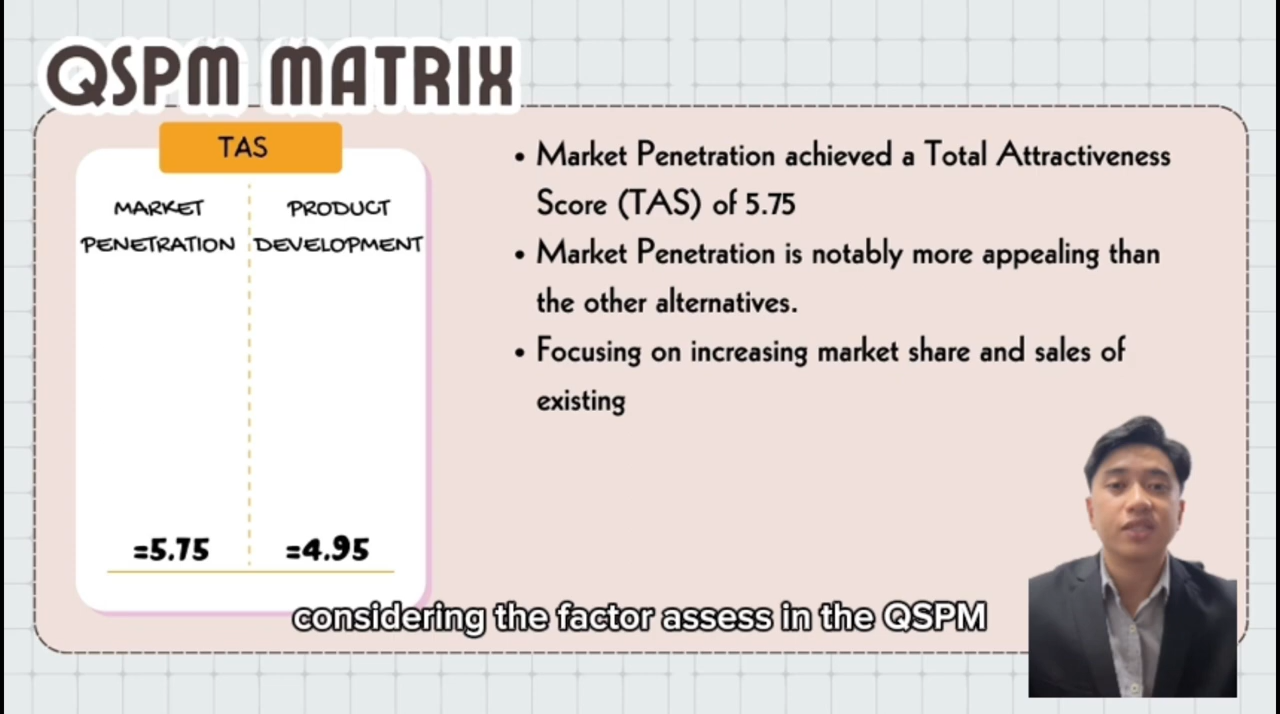 QSPM MATRIX
TAS
MARKET
PENETRATION
PRODUCT
DEVELOPMENT
=5.75
=4.95
• Market Penetration achieved a Total Attractiveness
Score (TAS) of 5.75
• Market Penetration is notably more appealing than
the other alternatives.
• Focusing on increasing market share and sales of
existing
considering the factor assess in the QSPM